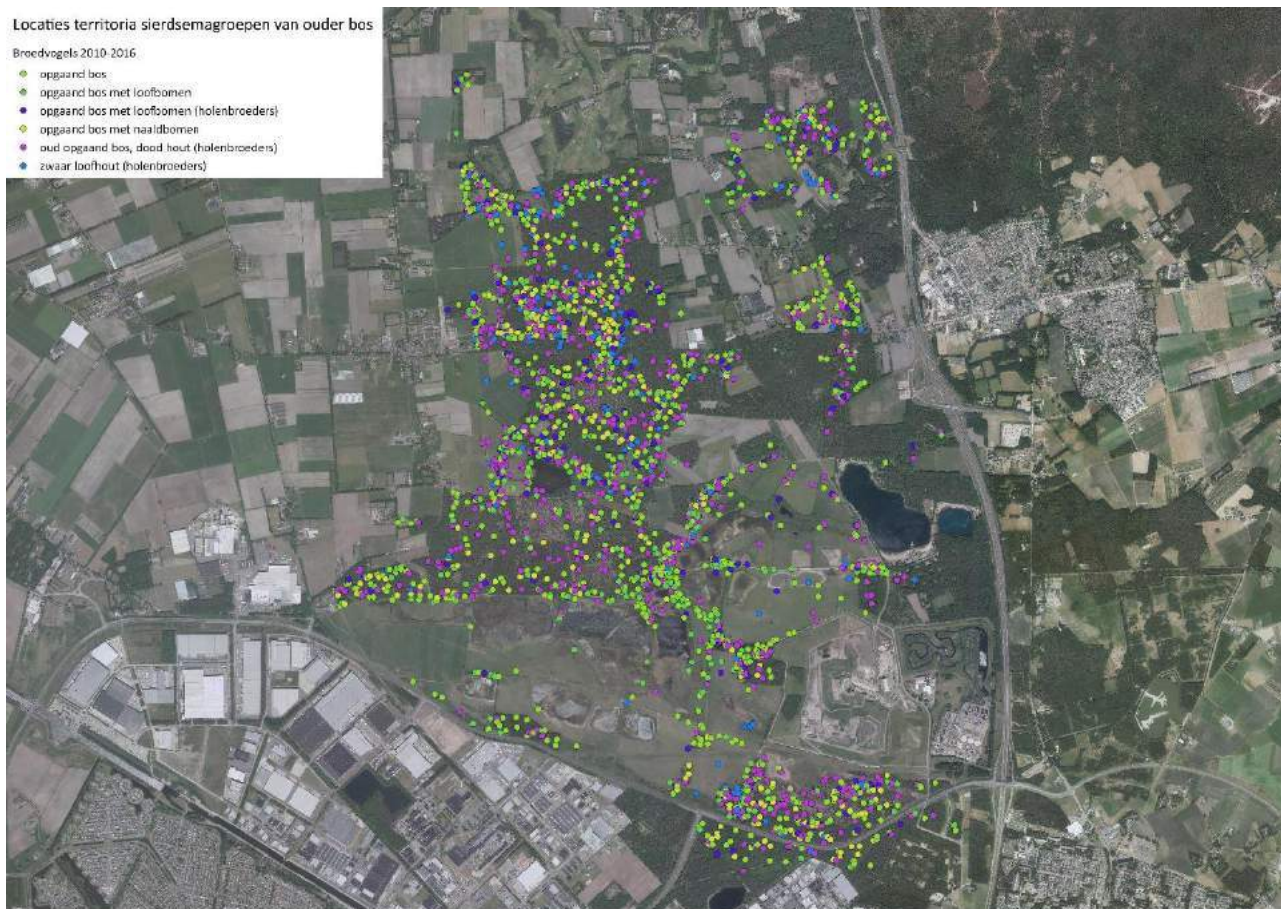 Locaties territoria sierdsemagroepen van ouder bos
Broedvogels 2010-2016
opgaand bos
opgaand bos met loofbomen
opgaand bos met loofbomen (holenbroeders)
opgaand bos met naaldbomen
oud opgaand bos, dood hout (holenbroeders)
zwaar loofhout (holenbroeders)